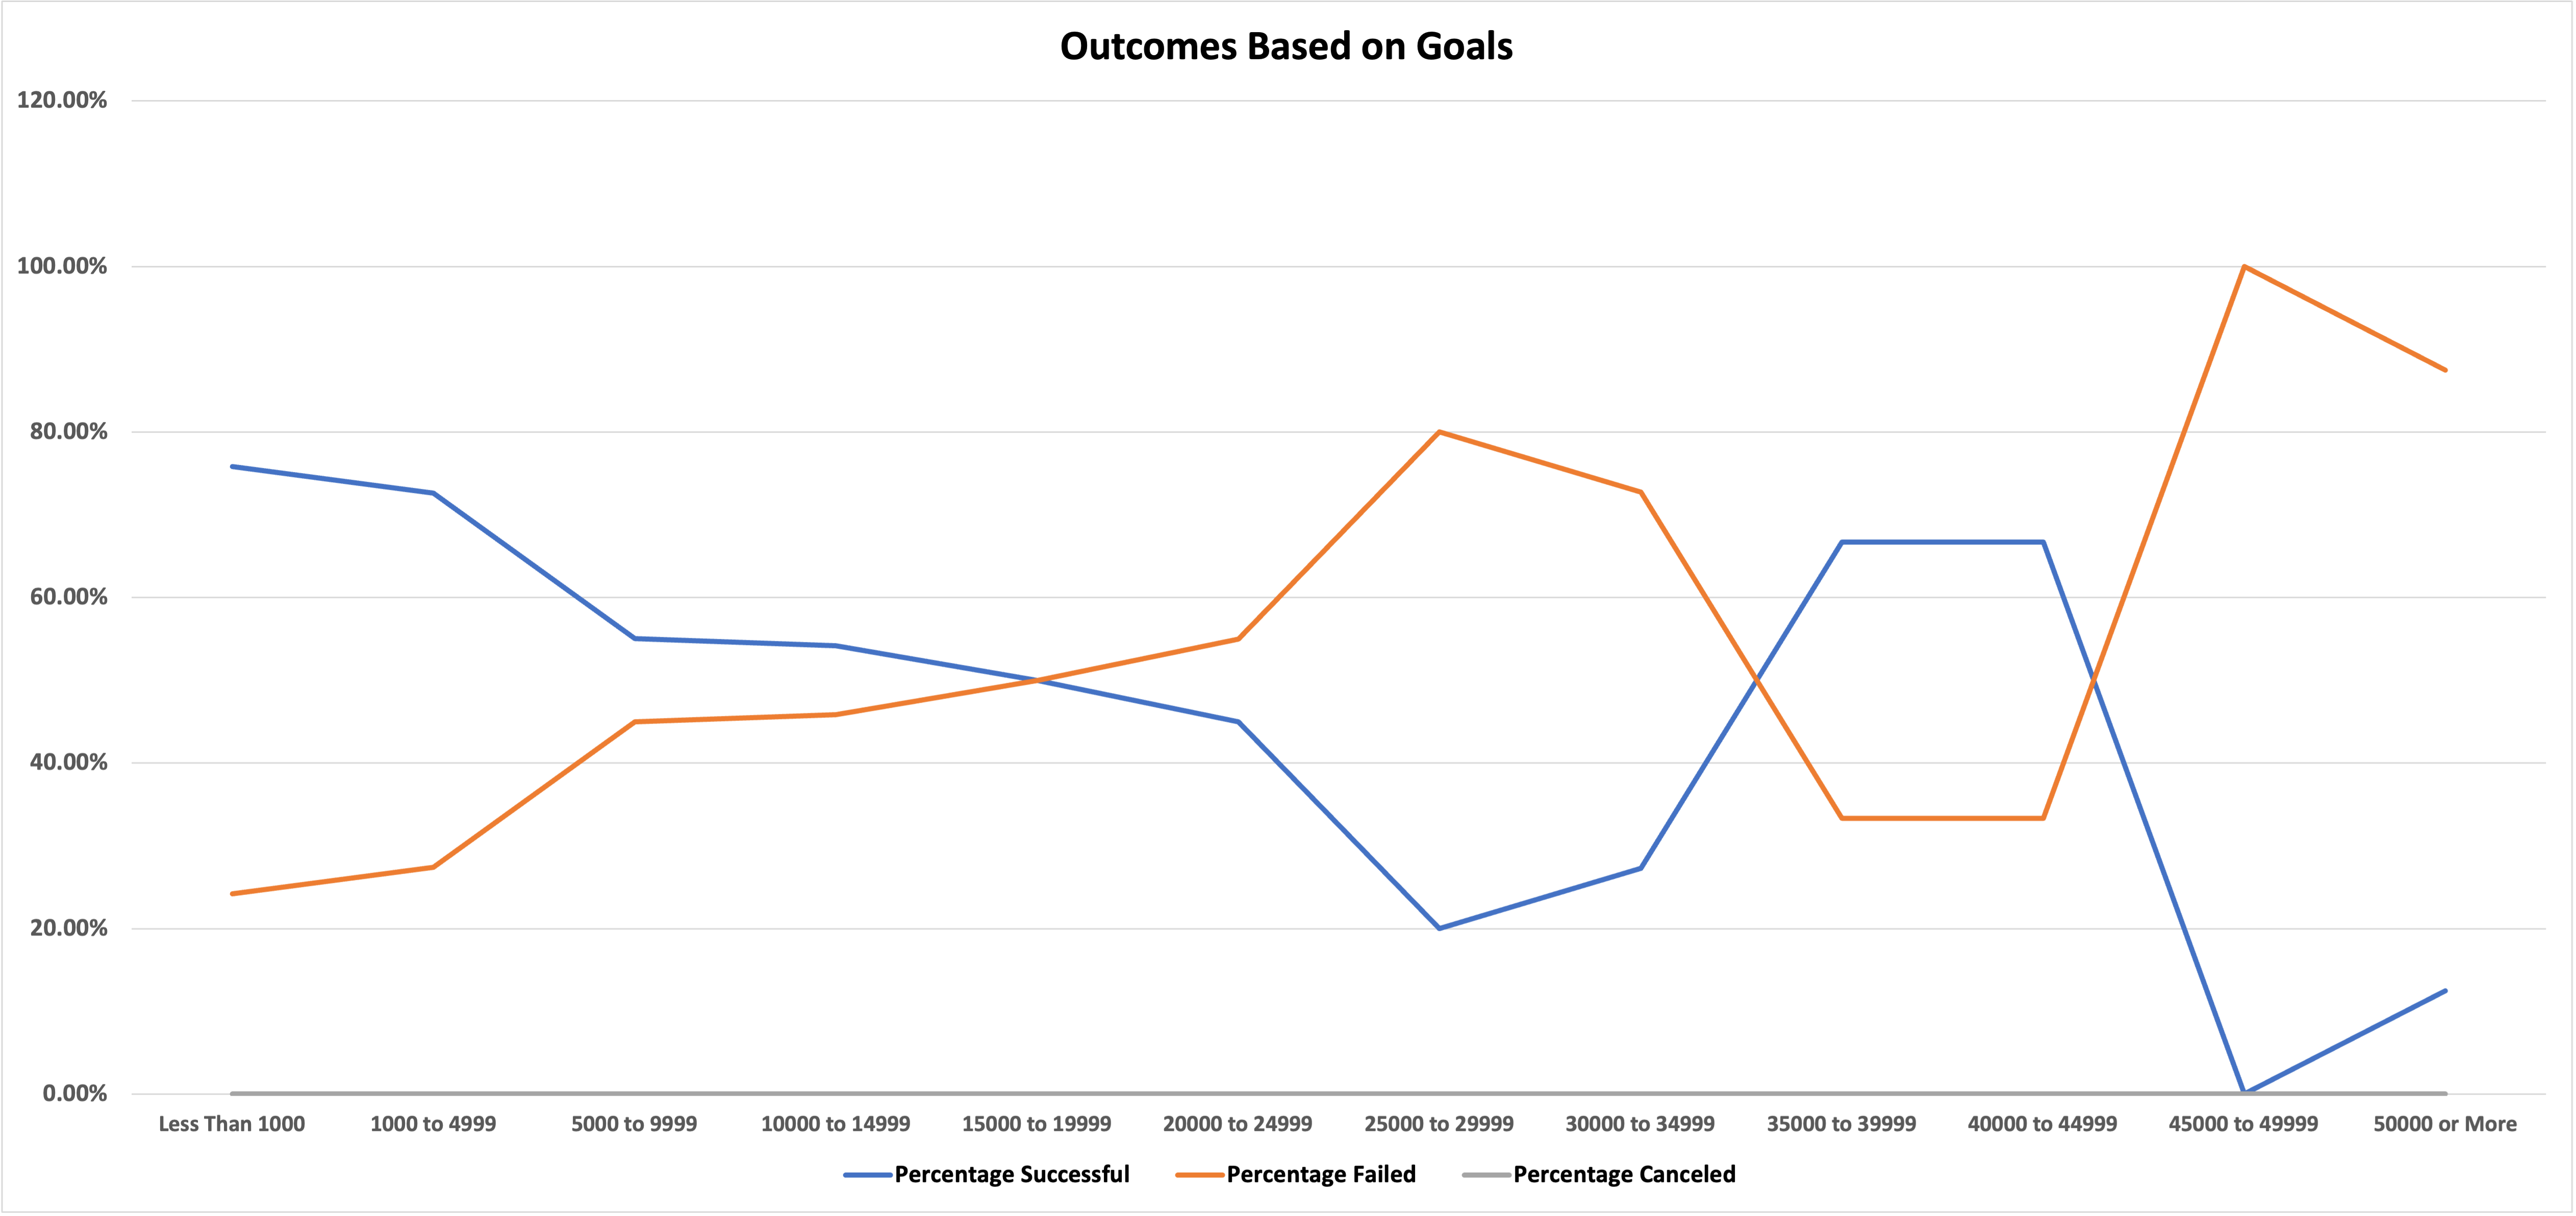 Outcomes Based on Goals
120.00%
100.00%
80.00%
60.00%
40.00%
20.00%
0.00%
Less Than 1000 1000 to 4999 5000 to 9999 10000 to 14999 15000 to 19999 20000 to 24999 25000 to 29999 30000 to 34999 35000 to 39999 40000 to 44999 45000 to 49999 50000 or More
Percentage Successful Percentage Failed Percentage Canceled